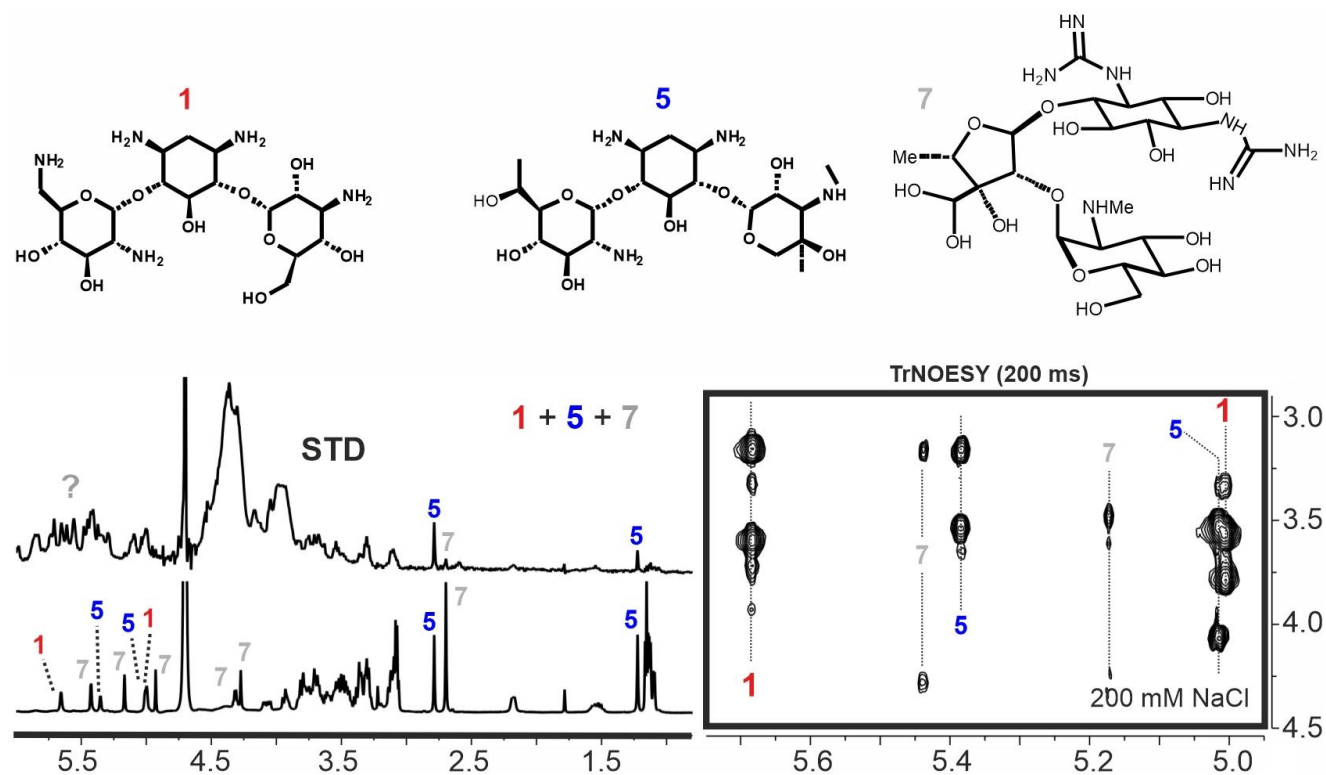 1
5
7
HN
H₂N
NH
OH
O
HO
NH
NH₂
OH
HN
Me
O
HO
OH
OH
O
NHMe
OH
OH
O
HO
NH₂
H₂N
NH₂
OH
NH₂
O
O
O
HO
OH
NH₂
OH
O
OH
HO
H₂N
NH₂
OH
NH
HO
O
O
O
HO
OH
NH₂
OH
O
OH
TrNOESY (200 ms)
1 + 5 + 7
STD
?
5
7
5
1
7
5
7
5
1
7
7
7
5
7
5
5.5
4.5
3.5
2.5
1.5
1
5
7
7
5
1
200 mM NaCl
3.0
3.5
4.0
4.5
5.6
5.4
5.2
5.0